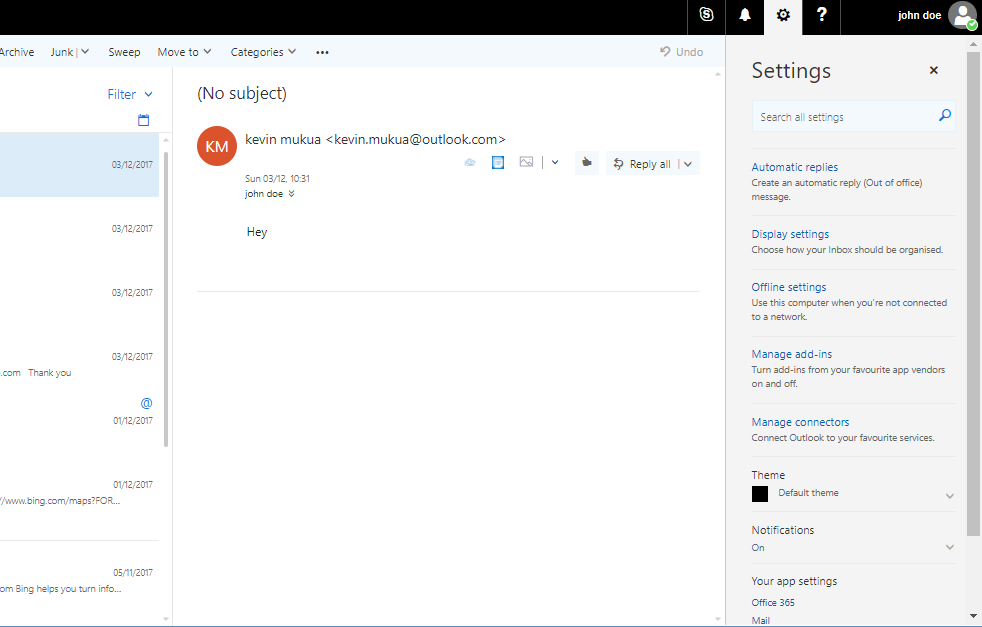 john doe
Archive Junk | Sweep Move to Categories ... Undo
Filter
03/12/2017
03/12/2017
03/12/2017
03/12/2017
.com Thank you
@
01/12/2017
01/12/2017
//www.bing.com/maps?FOR...
05/11/2017
om Bing helps you turn info...
(No subject)
KM
kevin mukua <kevin.mukua@outlook.com>
Reply all
Sun 03/12, 10:31
john doe
Hey
Settings
Search all settings
Automatic replies
Create an automatic reply (Out of office)
message.
Display settings
Choose how your Inbox should be organised.
Offline settings
Use this computer when you're not connected
to a network.
Manage add-ins
Turn add-ins from your favourite app vendors
on and off.
Manage connectors
Connect Outlook to your favourite services.
Theme
Default theme
Notifications
On
Your app settings
Office 365
Mail